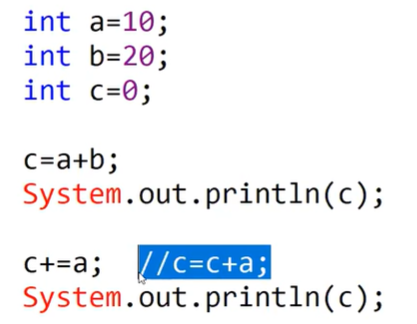 int a=10;
int b=20;
int c=0;
c=a+b;
System.out.println(c);
c+=a; //c=c+a;
System.out.println(c);